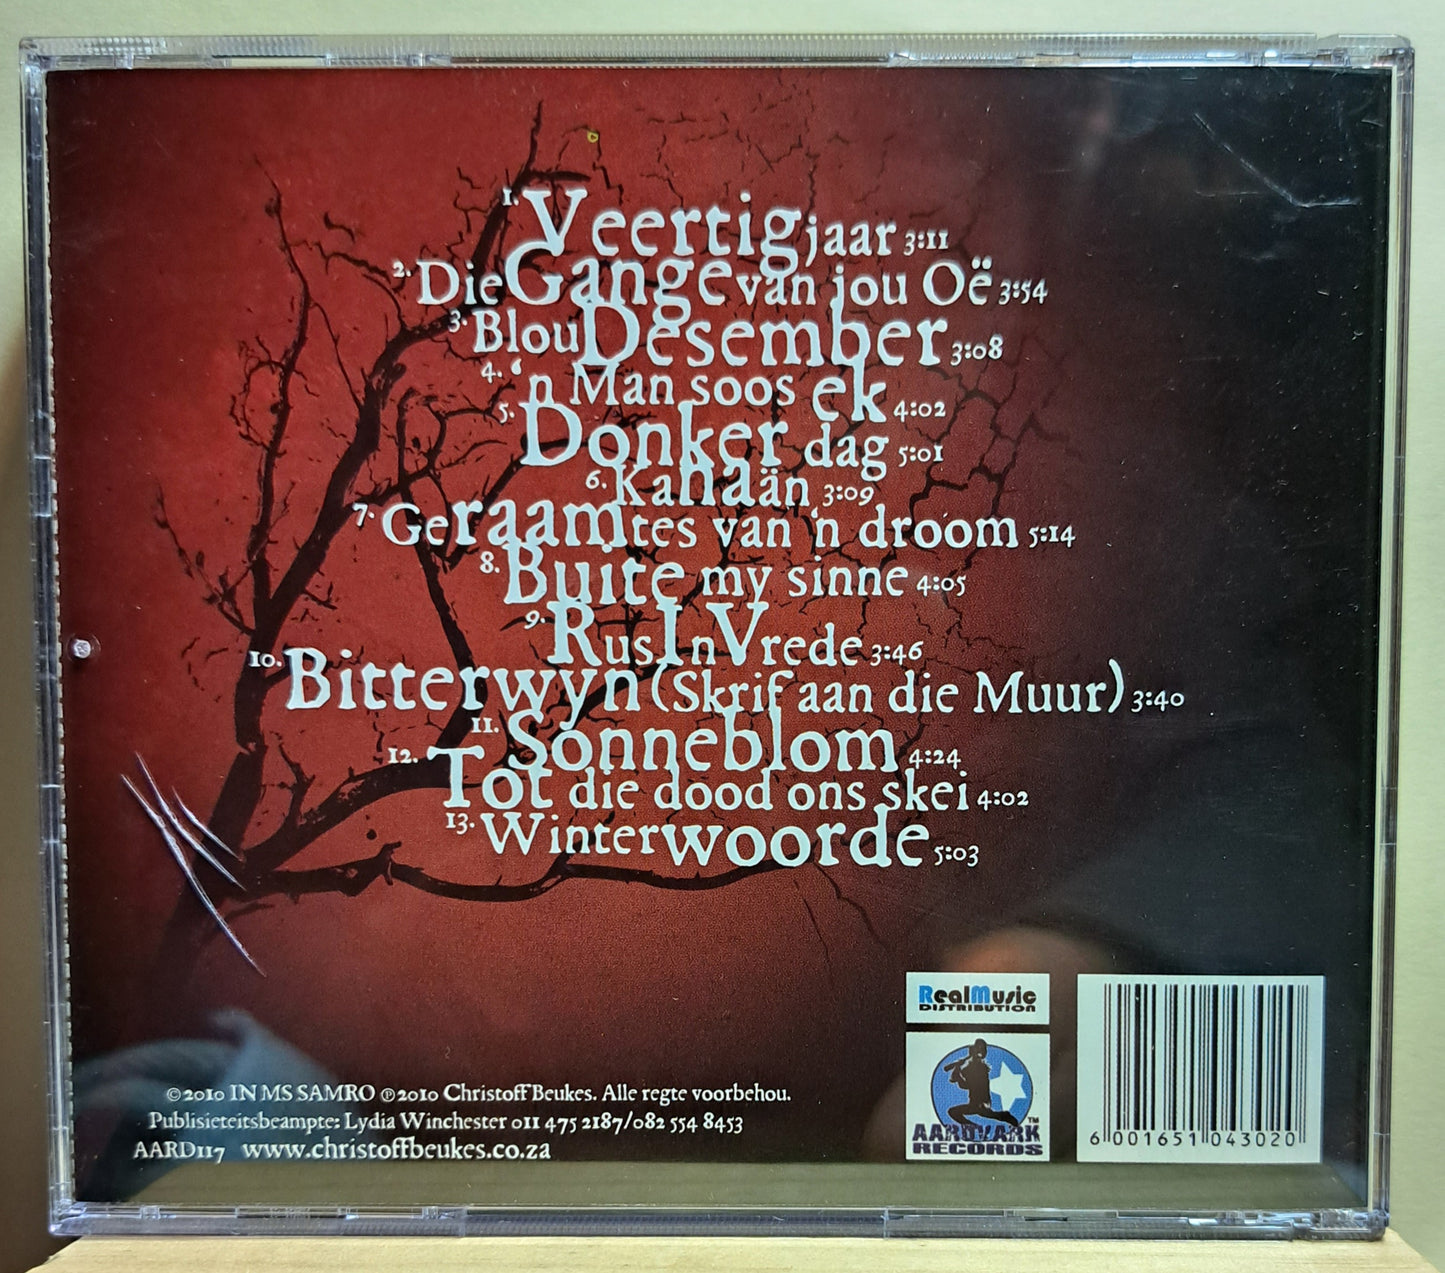 1. Veertig jaar 3:11
2. Die Gange van jou Oë 3:54
3. Blou Desember 3:08
4. ‘n Man soos ek 4:02
5. Donker dag 5:01
6. Kanaän 3:09
7. Geraamtes van ‘n droom 5:14
8. Buite my sinne 4:05
9. Rus In Vrede 3:46
10. Bitterwyn (Skrif aan die Muur) 3:40
11. Sonneblom 4:24
12. Tot die dood ons skei 4:02
13. Winterwoorde 5:03
©2010 IN MS SAMRO ℗2010 Christoff Beukes. Alle regte voorbehou.
Publisieteitsbeampte: Lydia Winchester 011 475 2187/082 554 8453
AARD117 www.christoffbeukes.co.za
RealMusic
DISTRIBUTION
AARDVARK
RECORDS
TM
6 001651 043020